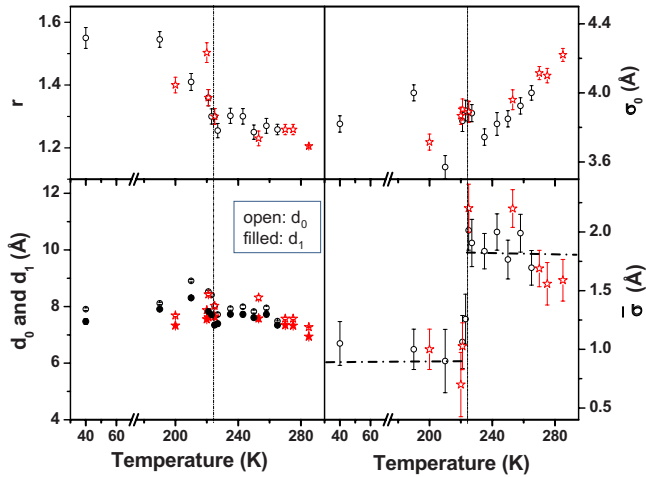 1.6
1.4
1.2
r
4.4
4.0
3.6
σ₀ (Å)
12
10
8
6
4
d₀ and d₁ (Å)
open: d₀
filled: d₁
2.0
1.5
1.0
0.5
σ̅ (Å)
40 60 200 240 280
40 60 200 240 280
Temperature (K)
Temperature (K)